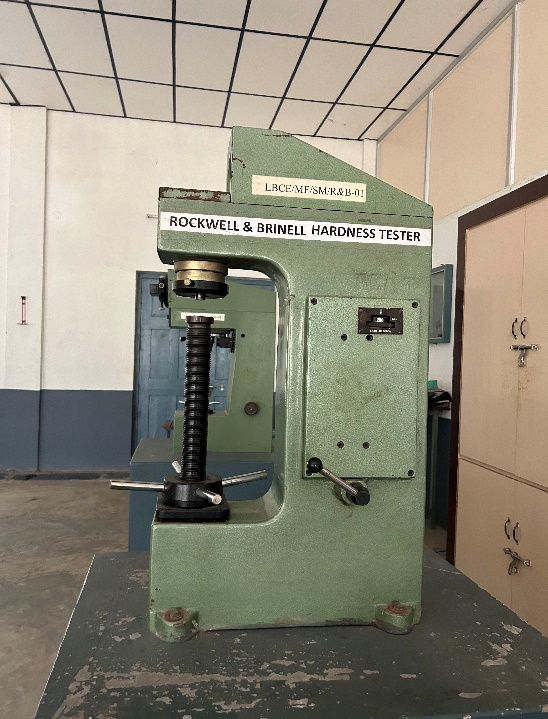 LBCE/ME/SM/R&B-01
ROCKWELL & BRINELL HARDNESS TESTER